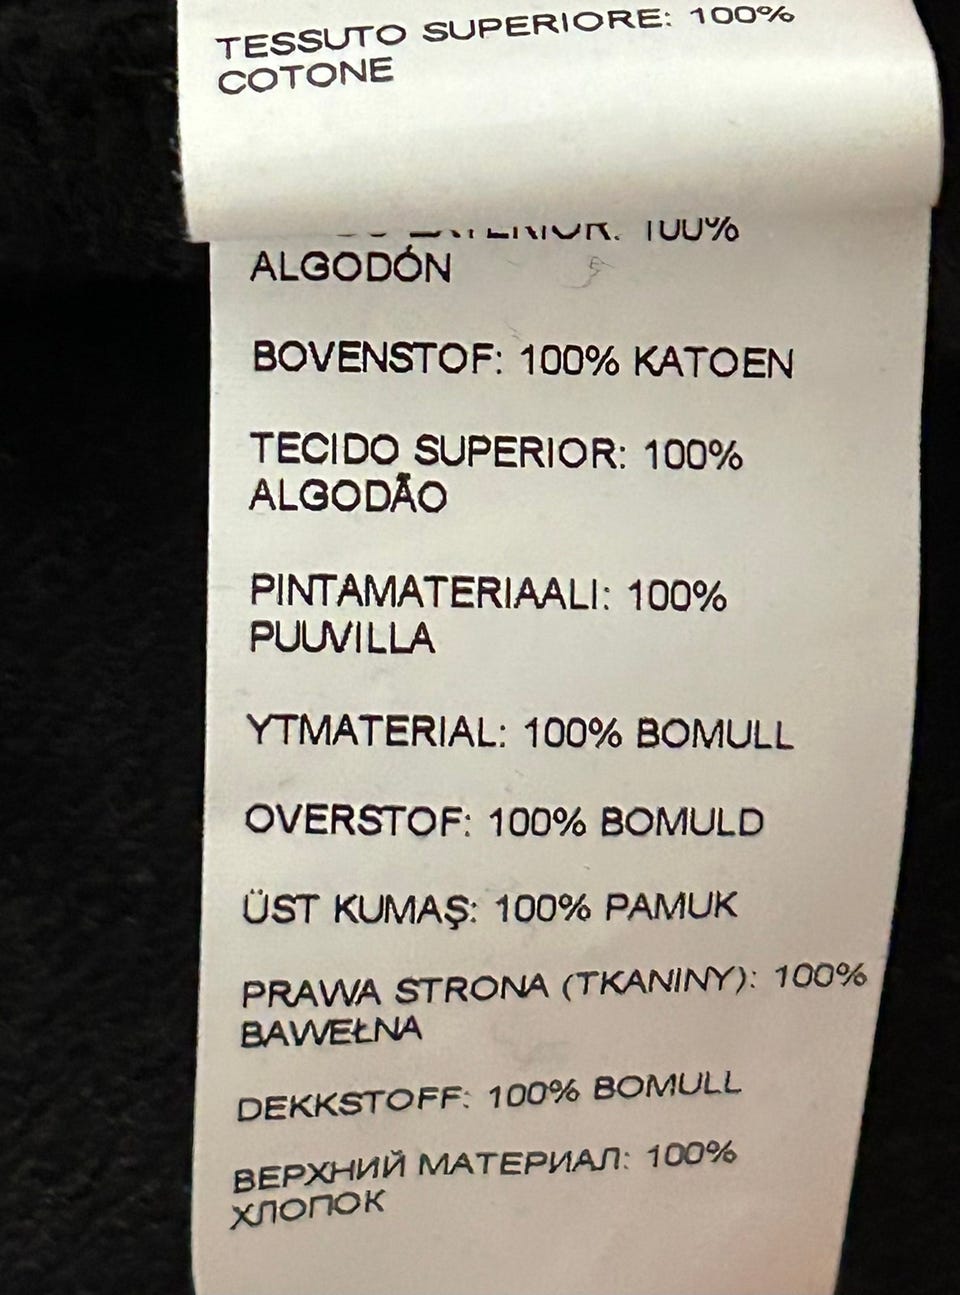 TESSUTO SUPERIORE: 100%
COTONE
100%
ALGODÓN
BOVENSTOF: 100% KATOEN
TECIDO SUPERIOR: 100%
ALGODÃO
PINTAMATERIAALI: 100%
PUUVILLA
YTMATERIAL: 100% BOMULL
OVERSTOF: 100% BOMULD
ÜST KUMAŞ: 100% PAMUK
PRAWA STRONA (TKANINY): 100%
BAWEŁNA
DEKKSTOFF: 100% BOMULL
ВЕРХНИЙ МАТЕРИАЛ: 100%
ХЛОПОК